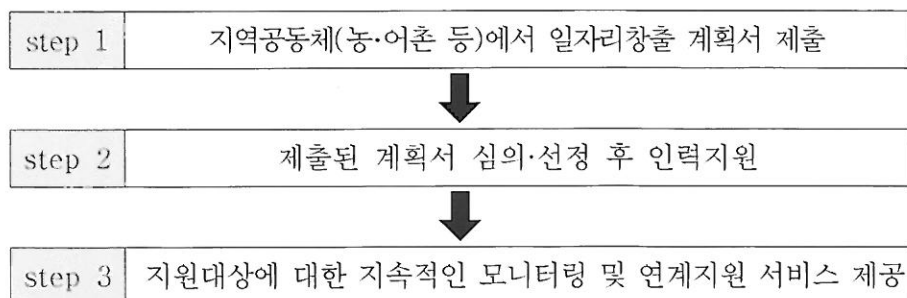 step 1 지역공동체(농·어촌 등)에서 일자리창출 계획서 제출
step 2 제출된 계획서 심의·선정 후 인력지원
step 3 지원대상에 대한 지속적인 모니터링 및 연계지원 서비스 제공